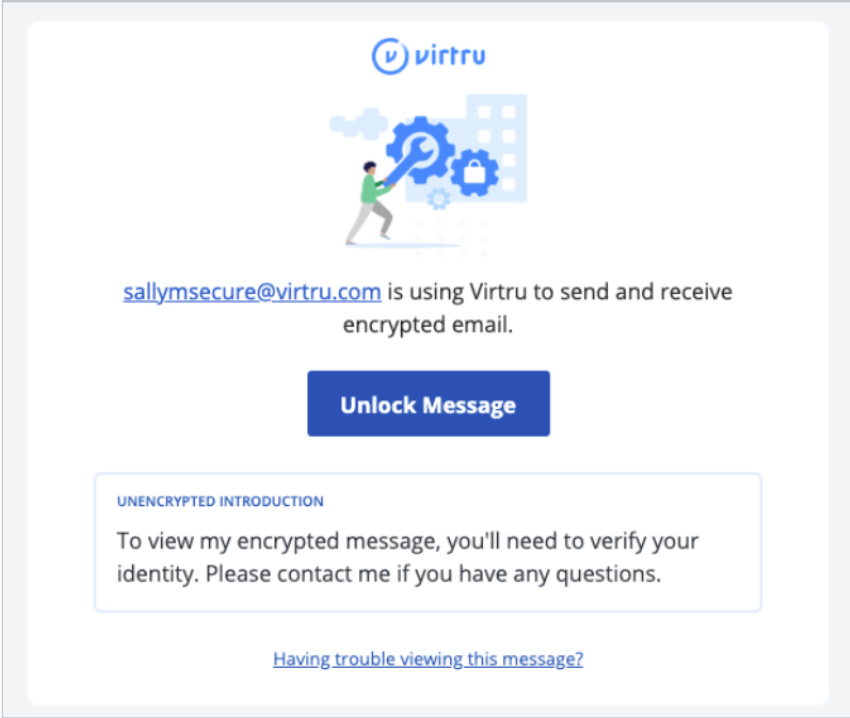 virtru
sallymsecure@virtru.com is using Virtru to send and receive
encrypted email.
Unlock Message
UNENCRYPTED INTRODUCTION
To view my encrypted message, you'll need to verify your
identity. Please contact me if you have any questions.
Having trouble viewing this message?